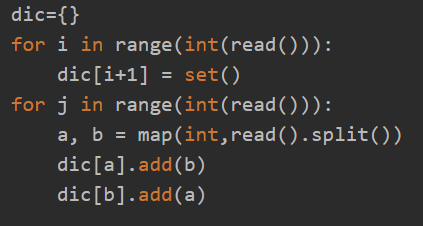 dic={}
for i in range(int(read())):
    dic[i+1] = set()
for j in range(int(read())):
    a, b = map(int,read().split())
    dic[a].add(b)
    dic[b].add(a)